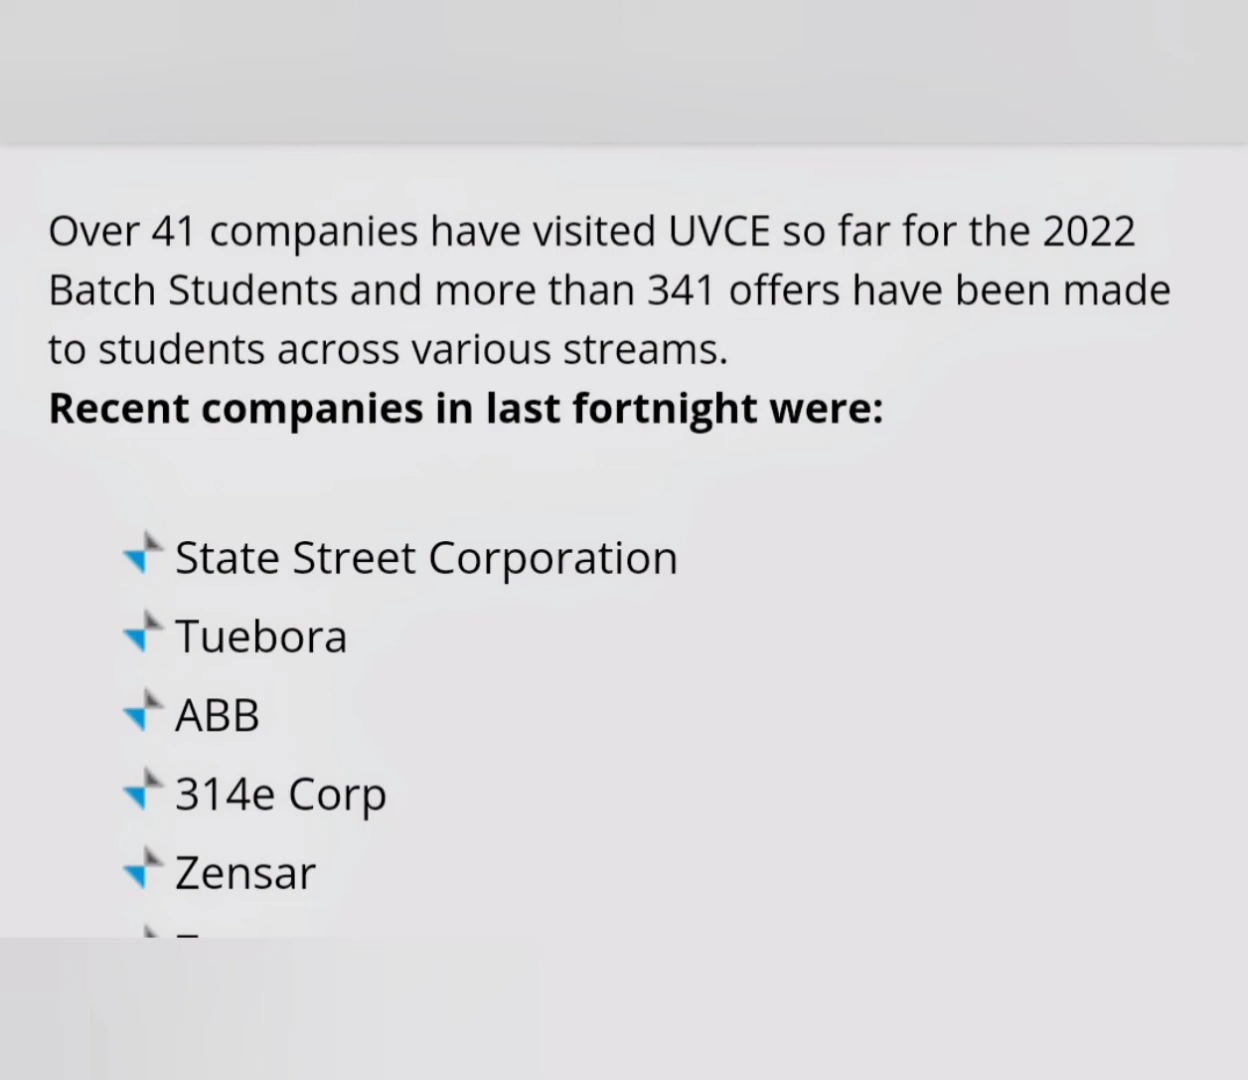 Over 41 companies have visited UVCE so far for the 2022
Batch Students and more than 341 offers have been made
to students across various streams.
Recent companies in last fortnight were:
State Street Corporation
Tuebora
ABB
314e Corp
Zensar